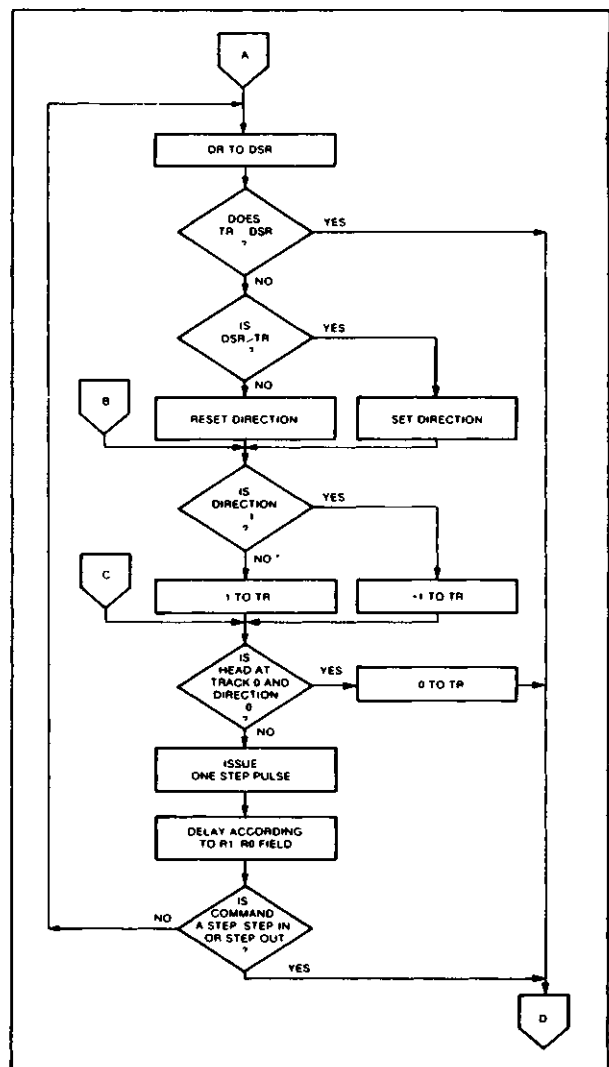 A
DR TO DSR
DOES
TR DSR
?
YES
NO
IS
DSR TR
?
YES
NO
B
RESET DIRECTION
SET DIRECTION
IS
DIRECTION
1
?
YES
NO
C
1 TO TR
+1 TO TR
IS
HEAD AT
TRACK 0 AND
DIRECTION
0
?
YES
0 TO TR
NO
ISSUE
ONE STEP PULSE
DELAY ACCORDING
TO R1 R0 FIELD
IS
COMMAND
A STEP STEP IN
OR STEP OUT
?
NO
YES
D